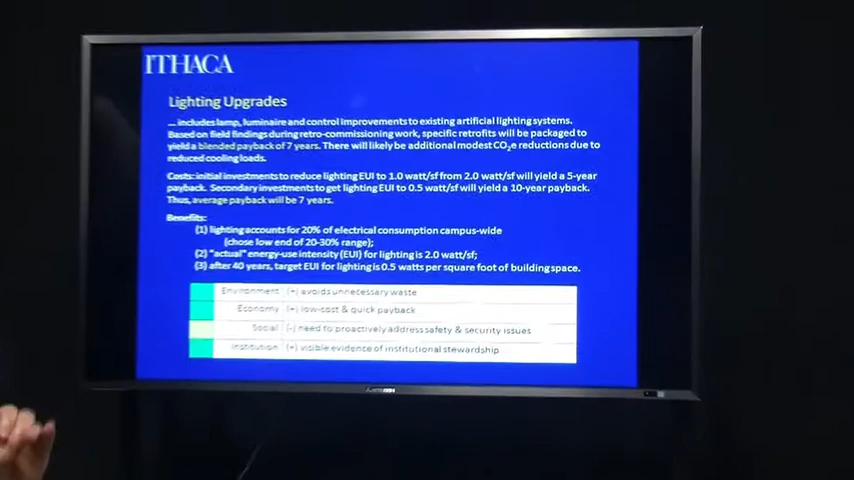 ITHACA
Lighting Upgrades
... includes lamp, luminaire and control improvements to existing artificial lighting systems.
Based on field findings during retro-commissioning work, specific retrofits will be packaged to
yield a blended payback of 7 years. There will likely be additional modest CO₂e reductions due to
reduced cooling loads.
Costs: initial investments to reduce lighting EUI to 1.0 watt/sf from 2.0 watt/sf will yield a 5-year
payback. Secondary investments to get lighting EUI to 0.5 watt/sf will yield a 10-year payback.
Thus, average payback will be 7 years.
Benefits:
(1) lighting accounts for 20% of electrical consumption campus-wide
(chose low end of 20-30% range);
(2) "actual" energy-use intensity (EUI) for lighting is 2.0 watt/sf;
(3) after 40 years, target EUI for lighting is 0.5 watts per square foot of building space.
Environment (+) avoids unnecessary waste
Economy (+) low-cost & quick payback
Social (-) need to proactively address safety & security issues
Institution (+) visible evidence of institutional stewardship